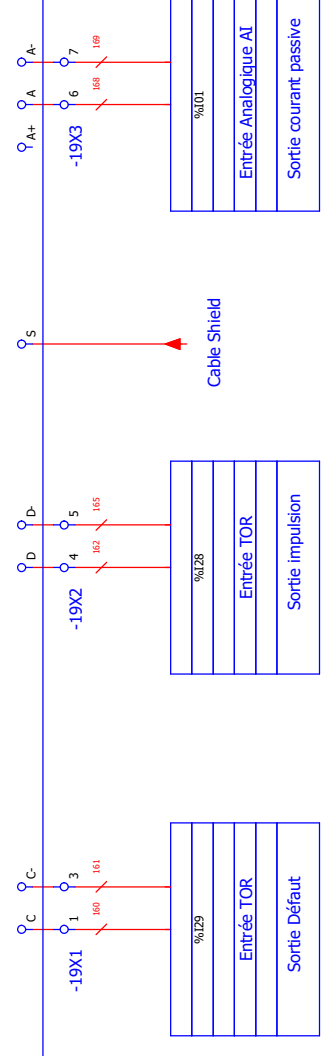 C C-
-19X1 1 3
160 161
%I29
Entrée TOR
Sortie Défaut
D D-
-19X2 4 5
162 165
%I28
Entrée TOR
Sortie impulsion
S
Cable Shield
A+ A A-
-19X3 6 7
168 169
%I01
Entrée Analogique AI
Sortie courant passive